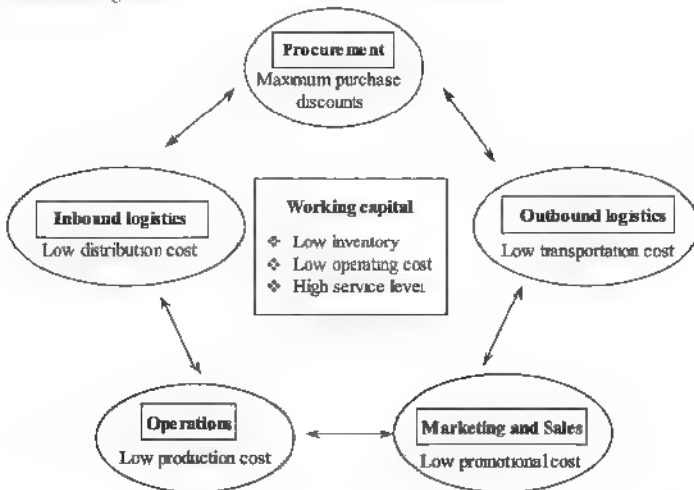 Procurement
Maximum purchase
discounts
Inbound logistics
Low distribution cost
Working capital
❖ Low inventory
❖ Low operating cost
❖ High service level
Outbound logistics
Low transportation cost
Operations
Low production cost
Marketing and Sales
Low promotional cost